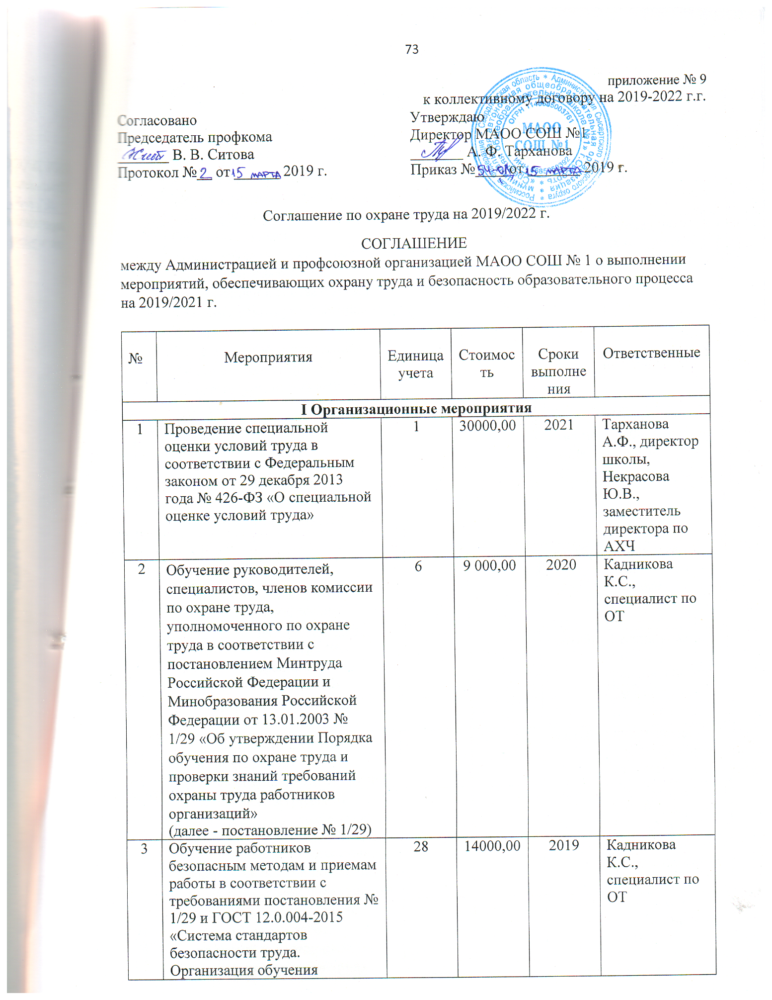 73
приложение № 9
к коллективному договору на 2019-2022 г.г.
Согласовано
Председатель профкома
В. В. Ситова
Протокол № 2 от 15 марта 2019 г.
Утверждаю
Директор МАОО СОШ №1
А. Ф. Тарханова
Приказ № от 15 марта 2019 г.
МАОО
СОШ №1
Соглашение по охране труда на 2019/2022 г.
СОГЛАШЕНИЕ
между Администрацией и профсоюзной организацией МАОО СОШ № 1 о выполнении
мероприятий, обеспечивающих охрану труда и безопасность образовательного процесса
на 2019/2021 г.
№ Мероприятия Единица учета Стоимос ть Сроки выполне ния Ответственные
I Организационные мероприятия
1
Проведение специальной
оценки условий труда в
соответствии с Федеральным
законом от 29 декабря 2013
года № 426-ФЗ «О специальной
оценке условий труда»
1
30000,00
2021
Тарханова
А.Ф., директор
школы,
Некрасова
Ю.В.,
заместитель
директора по
АХЧ
2
Обучение руководителей,
специалистов, членов комиссии
по охране труда,
уполномоченного по охране
труда в соответствии с
постановлением Минтруда
Российской Федерации и
Минобразования Российской
Федерации от 13.01.2003 №
1/29 «Об утверждении Порядка
обучения по охране труда и
проверки знаний требований
охраны труда работников
организаций»
(далее - постановление № 1/29)
6
9 000,00
2020
Кадникова
К.С.,
специалист по
ОТ
3
Обучение работников
безопасным методам и приемам
работы в соответствии с
требованиями постановления №
1/29 и ГОСТ 12.0.004-2015
«Система стандартов
безопасности труда.
Организация обучения
28
14000,00
2019
Кадникова
К.С.,
специалист по
ОТ